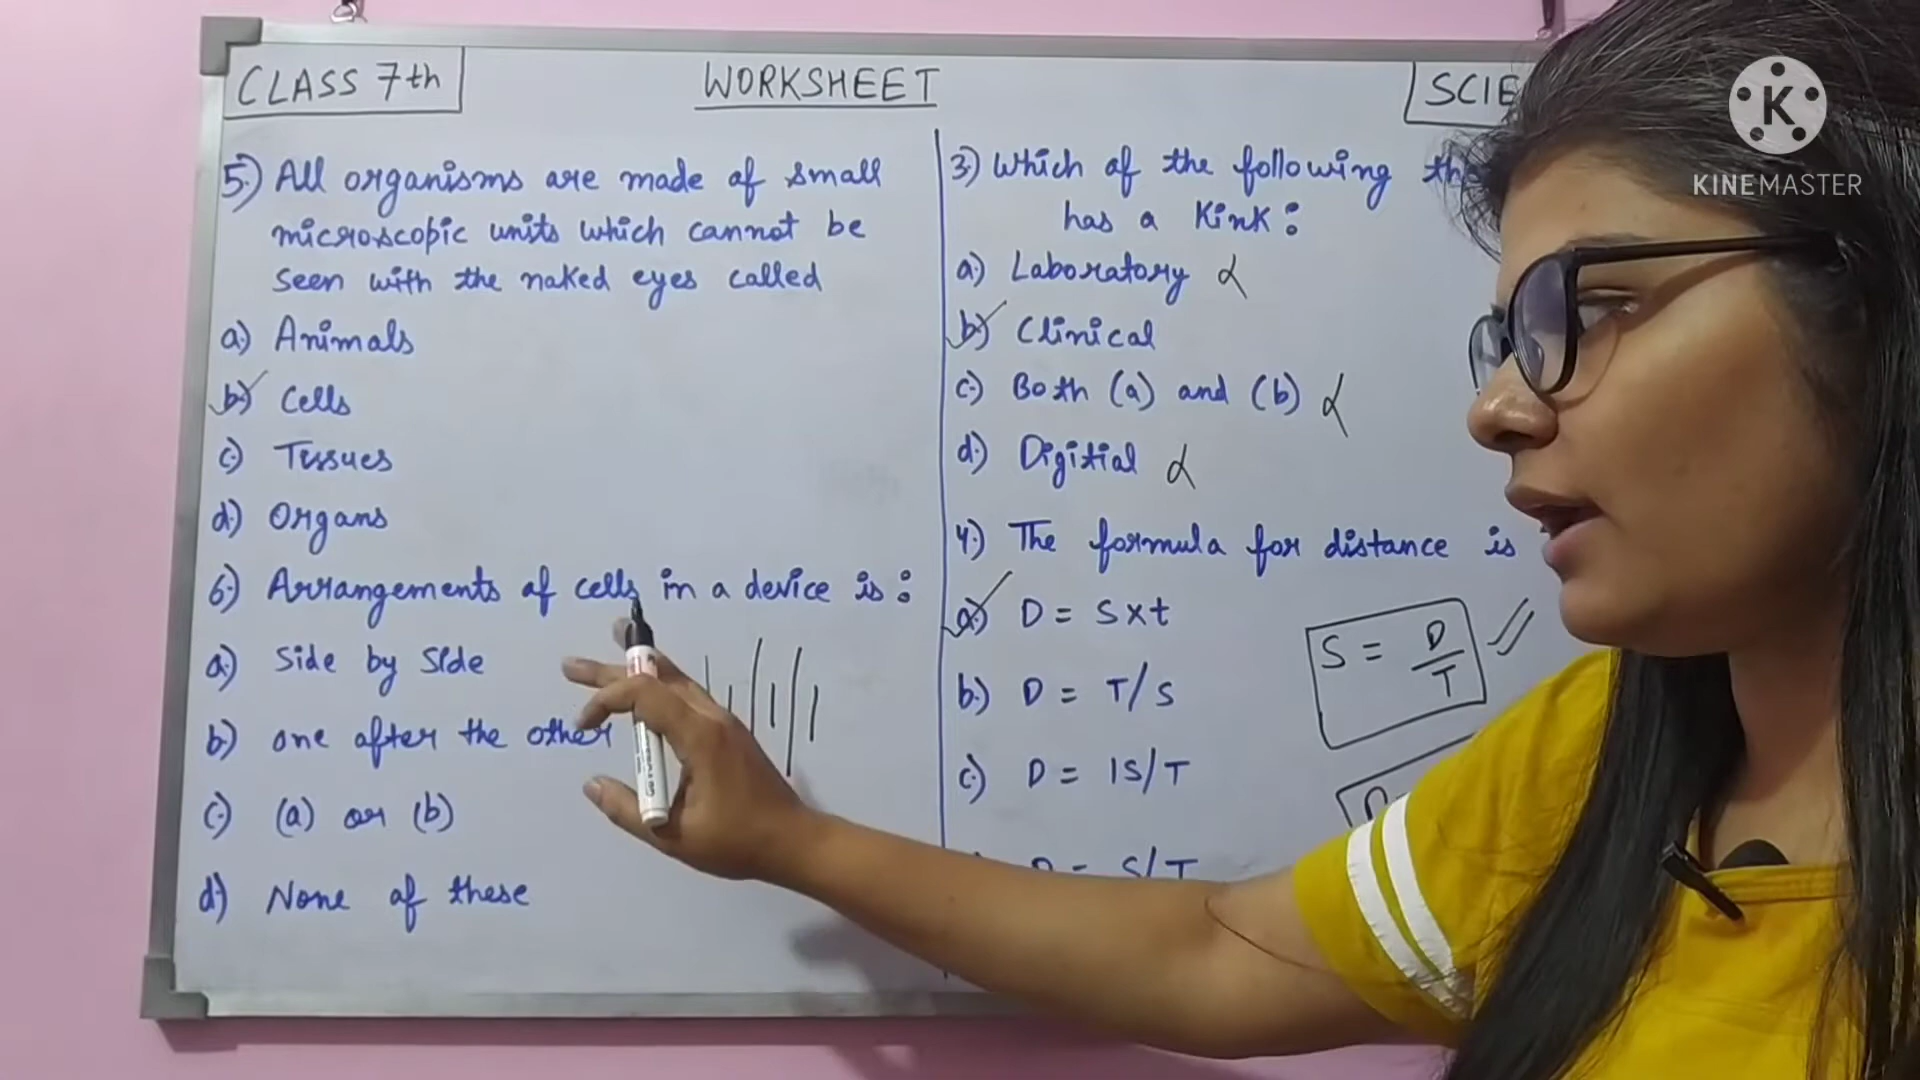 CLASS 7th
WORKSHEET
5.) All organisms are made of small
microscopic units which cannot be
seen with the naked eyes called
a.) Animals
b.) Cells
c.) Tissues
d.) Organs
6.) Arrangements of cells in a device is :
a.) Side by Side
b.) one after the other
c.) (a) or (b)
d.) None of these
3.) Which of the following
has a Kink :
a.) Laboratory
b.) Clinical
c.) Both (a) and (b)
d.) Digitial
4.) The formula for distance is
a.) D = S x t
b.) D = T/S
c.) D = 1S/T
D = S/T
S = D/T
K
KINEMASTER